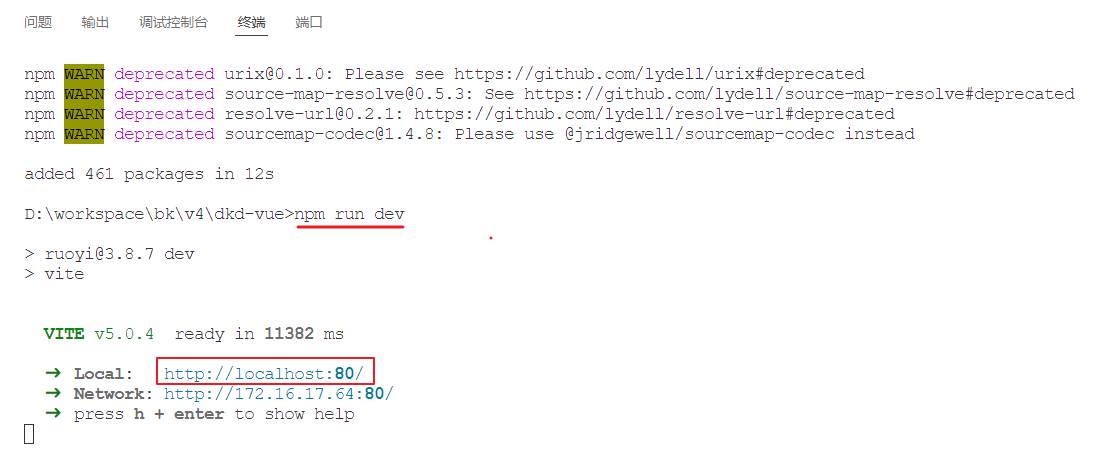 问题 输出 调试控制台 终端 端口
npm WARN deprecated urix@0.1.0: Please see https://github.com/lydell/urix#deprecated
npm WARN deprecated source-map-resolve@0.5.3: See https://github.com/lydell/source-map-resolve#deprecated
npm WARN deprecated resolve-url@0.2.1: https://github.com/lydell/resolve-url#deprecated
npm WARN deprecated sourcemap-codec@1.4.8: Please use @jridgewell/sourcemap-codec instead
added 461 packages in 12s
D:\workspace\bk\v4\dkd-vue>npm run dev
> ruoyi@3.8.7 dev
> vite
VITE v5.0.4 ready in 11382 ms
➜ Local: http://localhost:80/
➜ Network: http://172.16.17.64:80/
➜ press h + enter to show help